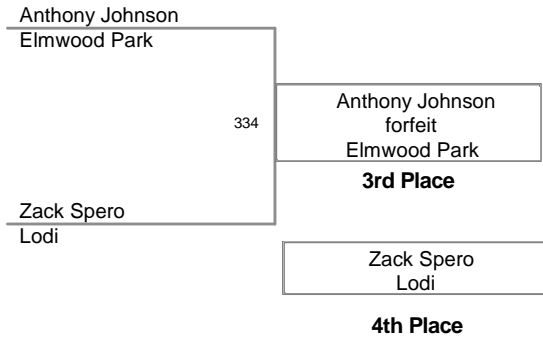 Anthony Johnson
Elmwood Park
334
Anthony Johnson
forfeit
Elmwood Park
3rd Place
Zack Spero
Lodi
Zack Spero
Lodi
4th Place